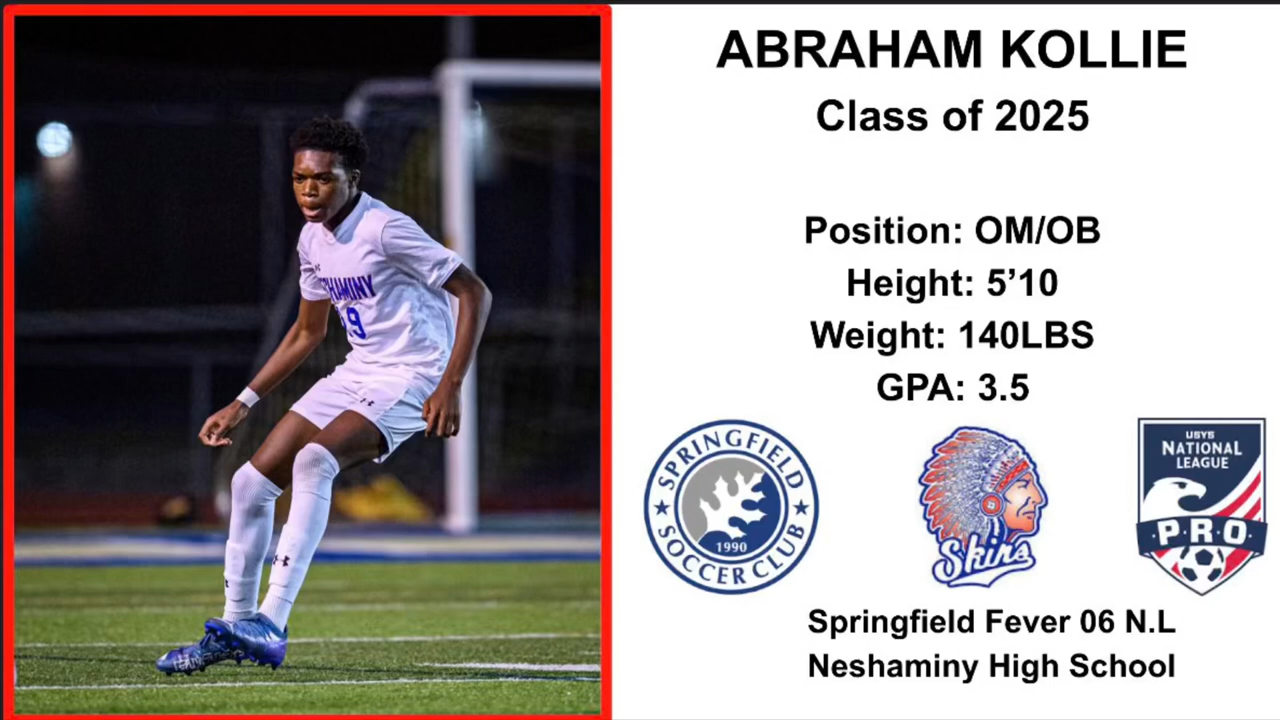 ABRAHAM KOLLIE
Class of 2025
Position: OM/OB
Height: 5’10
Weight: 140LBS
GPA: 3.5
SPRINGFIELD
SOCCER CLUB
1990
Skins
USYS
NATIONAL
LEAGUE
P·R·O
Springfield Fever 06 N.L
Neshaminy High School